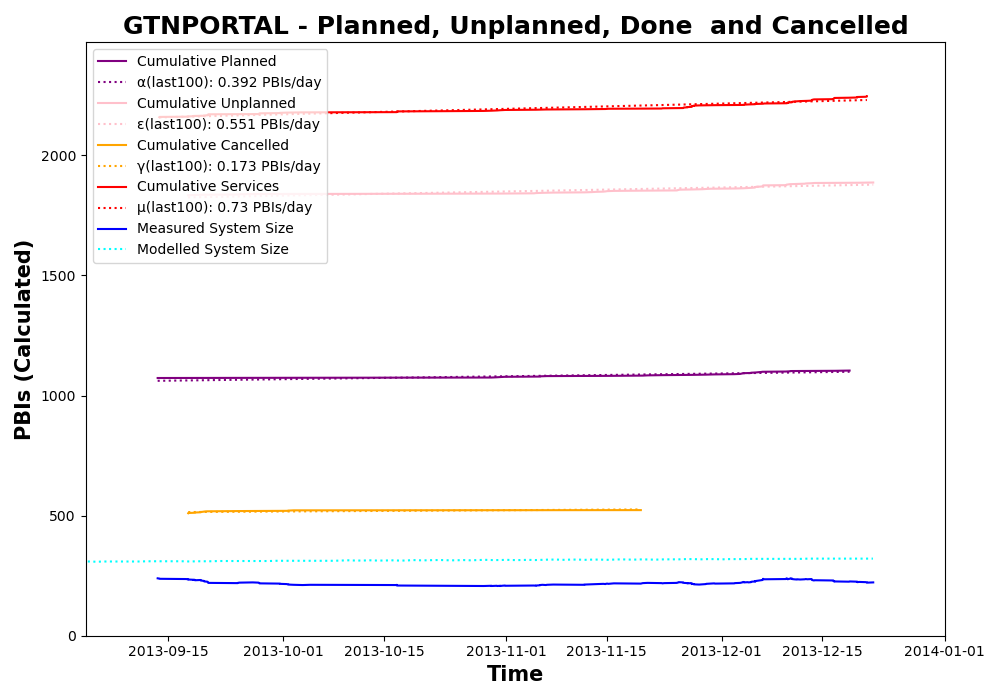 GTNPORTAL - Planned, Unplanned, Done  and Cancelled
Cumulative Planned
α(last100): 0.392 PBIs/day
Cumulative Unplanned
ε(last100): 0.551 PBIs/day
Cumulative Cancelled
γ(last100): 0.173 PBIs/day
Cumulative Services
μ(last100): 0.73 PBIs/day
Measured System Size
Modelled System Size
PBIs (Calculated)
2000
1500
1000
500
0
2013-09-15
2013-10-01
2013-10-15
2013-11-01
2013-11-15
2013-12-01
2013-12-15
2014-01-01
Time